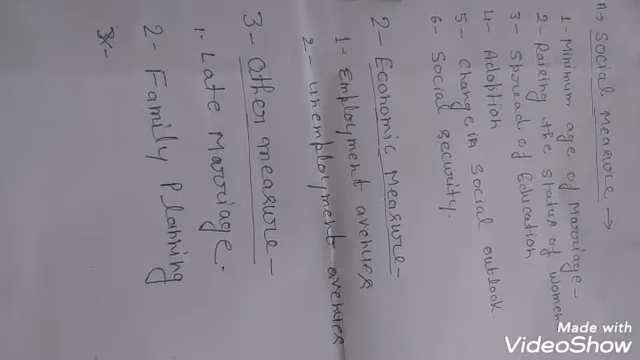 A→ Social Measure →
1- Minimum age of Marriage-
2- Raising the status of women
3- Spread of Education
4- Adoption
5- Change in Social outlook.
6- Social Security.
2- Economic Measure-
1- Employment avenues
2- unemployment avenues
3- Other measure-
1- Late Marriage.
2- Family Planning
3-
Made with
VideoShow